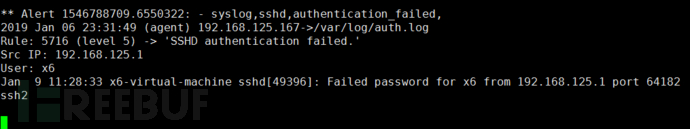 ** Alert 1546788709.6550322: - syslog,sshd,authentication_failed,
2019 Jan 06 23:31:49 (agent) 192.168.125.167->/var/log/auth.log
Rule: 5716 (level 5) -> 'SSHD authentication failed.'
Src IP: 192.168.125.1
User: x6
Jan  9 11:28:33 x6-virtual-machine sshd[49396]: Failed password for x6 from 192.168.125.1 port 64182
ssh2
FREEBUF